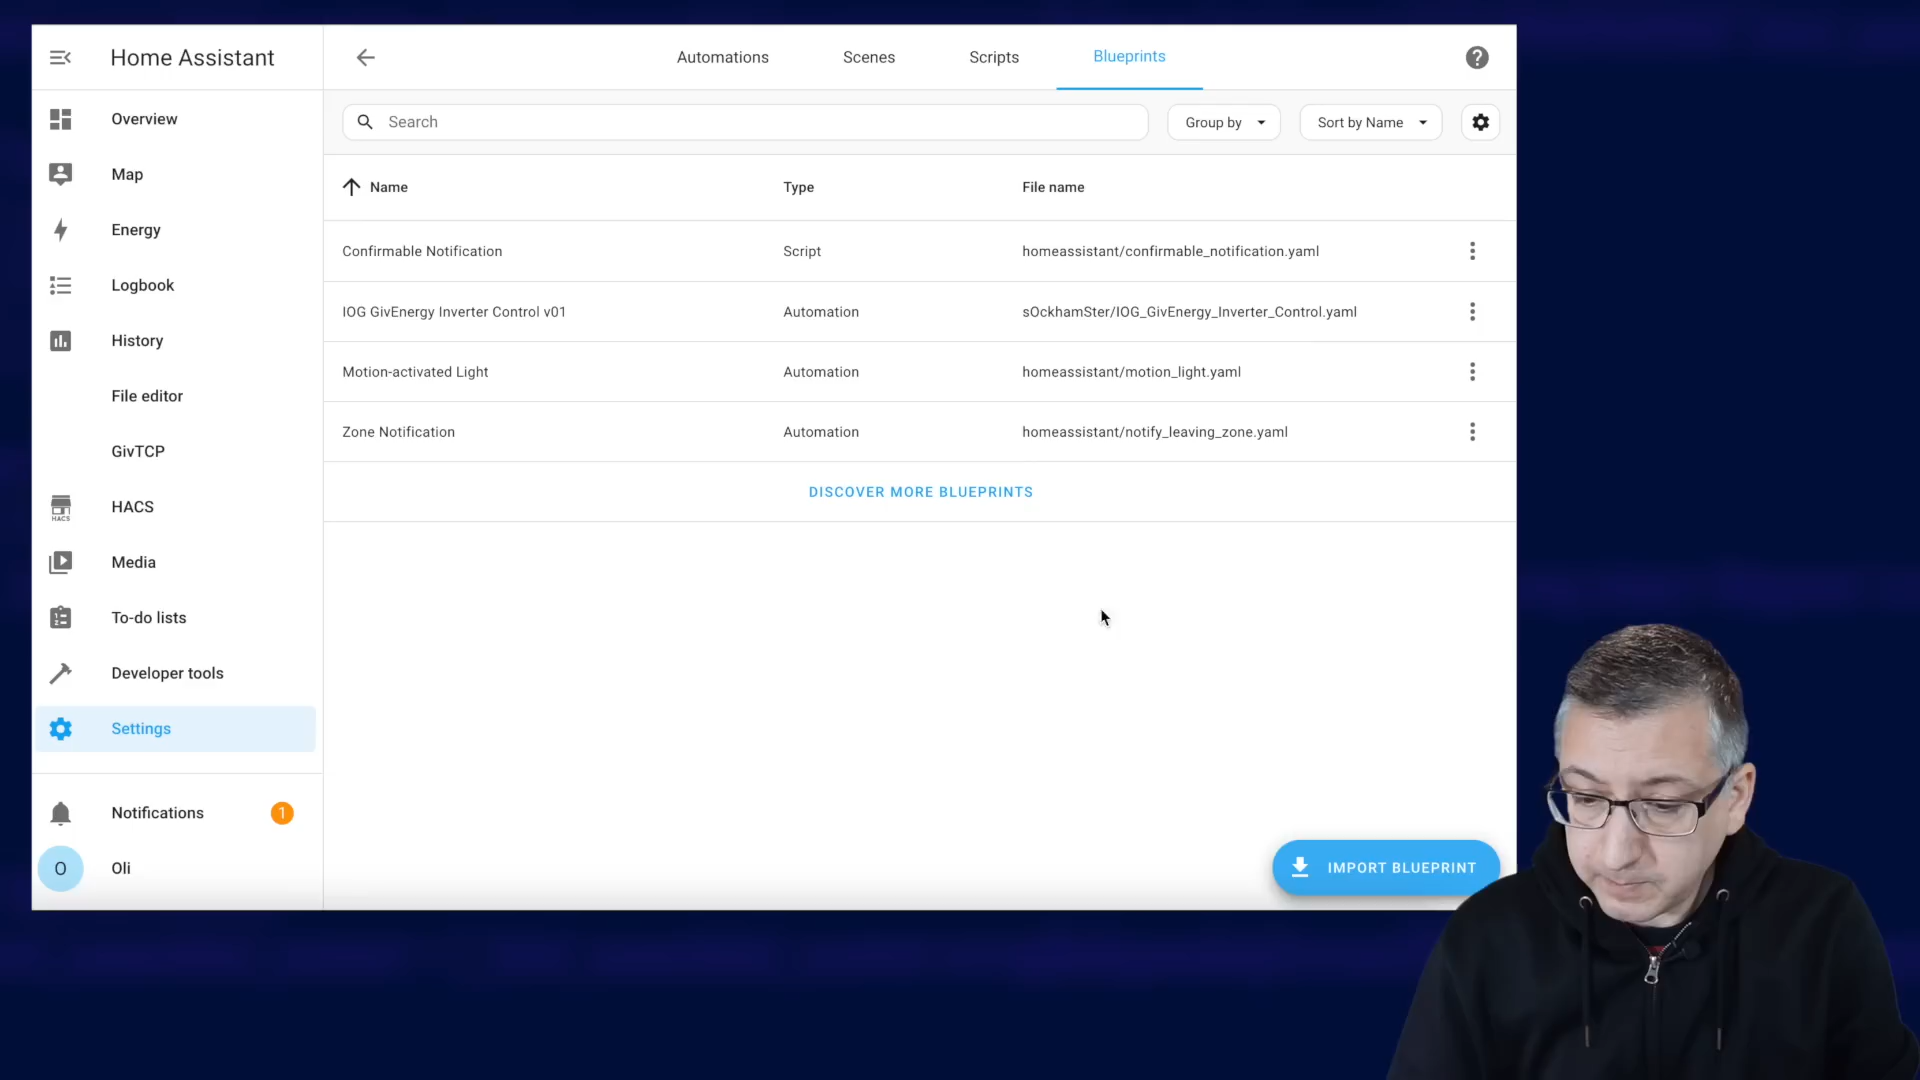 Home Assistant
Automations
Scenes
Scripts
Blueprints
Overview
Map
Energy
Logbook
History
File editor
GivTCP
HACS
HACS
Media
To-do lists
Developer tools
Settings
Notifications
1
O
Oli
Search
Group by
Sort by Name
Name
Type
File name
Confirmable Notification
Script
homeassistant/confirmable_notification.yaml
IOG GivEnergy Inverter Control v01
Automation
sOckhamSter/IOG_GivEnergy_Inverter_Control.yaml
Motion-activated Light
Automation
homeassistant/motion_light.yaml
Zone Notification
Automation
homeassistant/notify_leaving_zone.yaml
DISCOVER MORE BLUEPRINTS
IMPORT BLUEPRINT